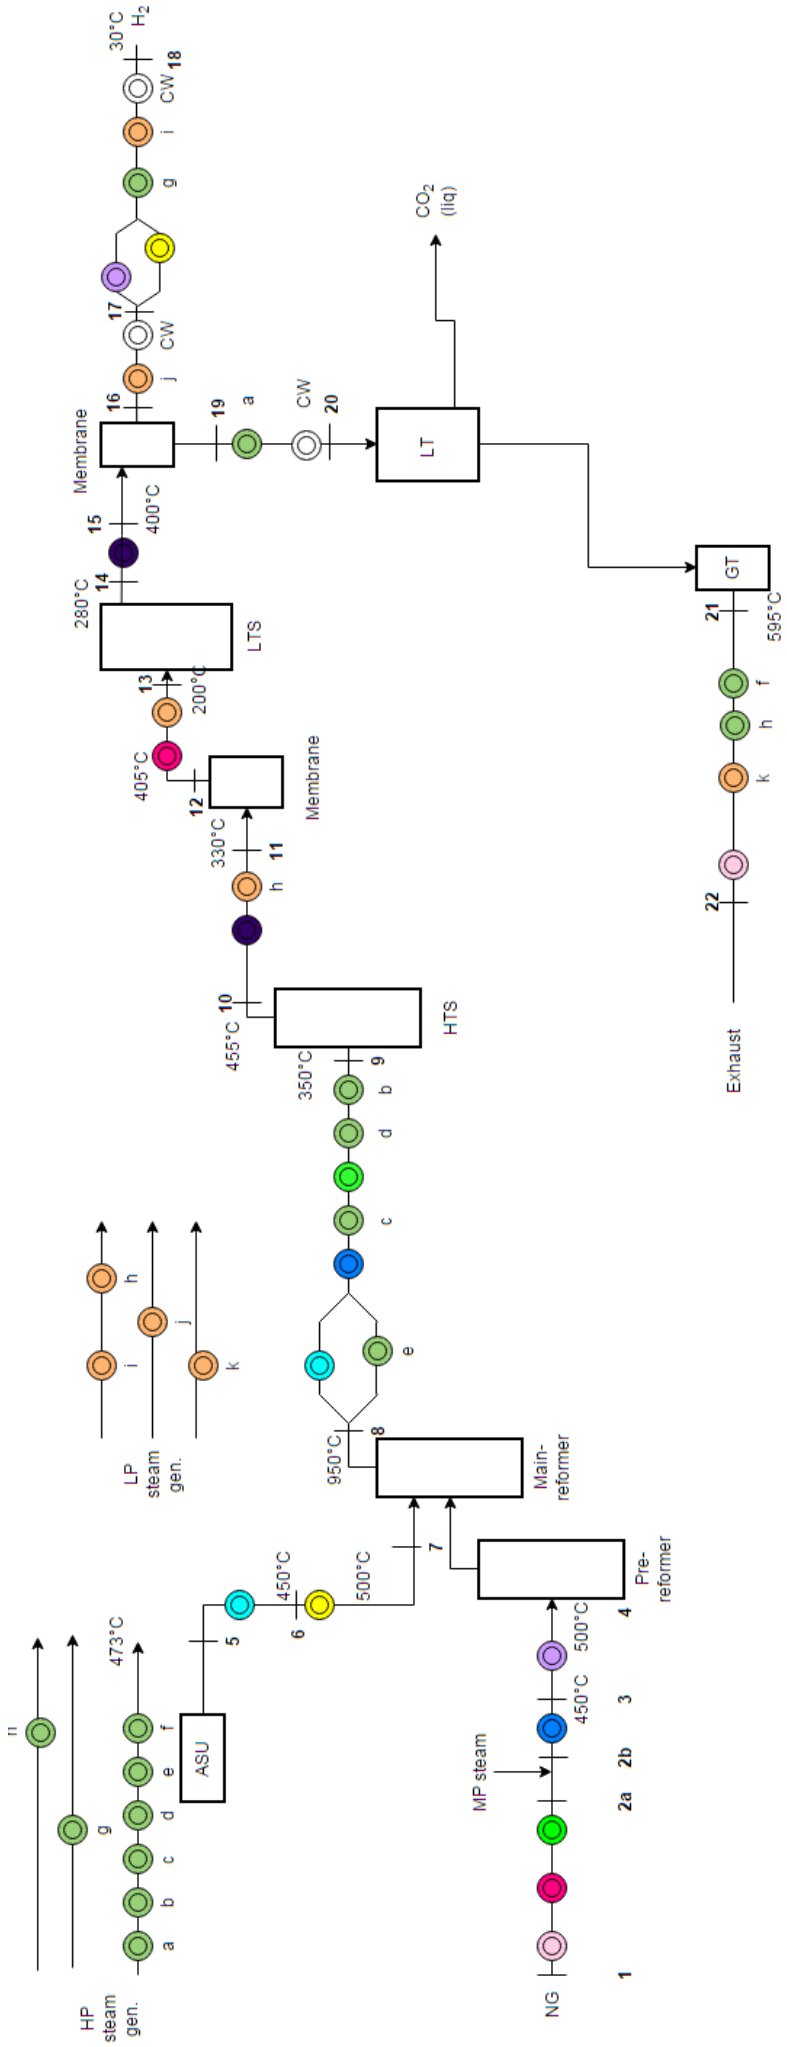 HP
steam
gen.
g
a
b
c
d
e
f
473°C
LP
steam
gen.
i
h
j
k
ASU
5
450°C
6
500°C
7
NG
1
MP steam
2a
2b
450°C
3
500°C
4
Pre-
reformer
Main-
reformer
950°C
8
e
c
d
b
350°C
9
HTS
455°C
10
h
330°C
11
Membrane
12
405°C
200°C
13
LTS
280°C
14
15
400°C
Membrane
16
j
CW
17
g
i
CW
18
30°C
H2
19
a
CW
20
LT
CO2
(liq)
GT
21
595°C
f
h
k
22
Exhaust